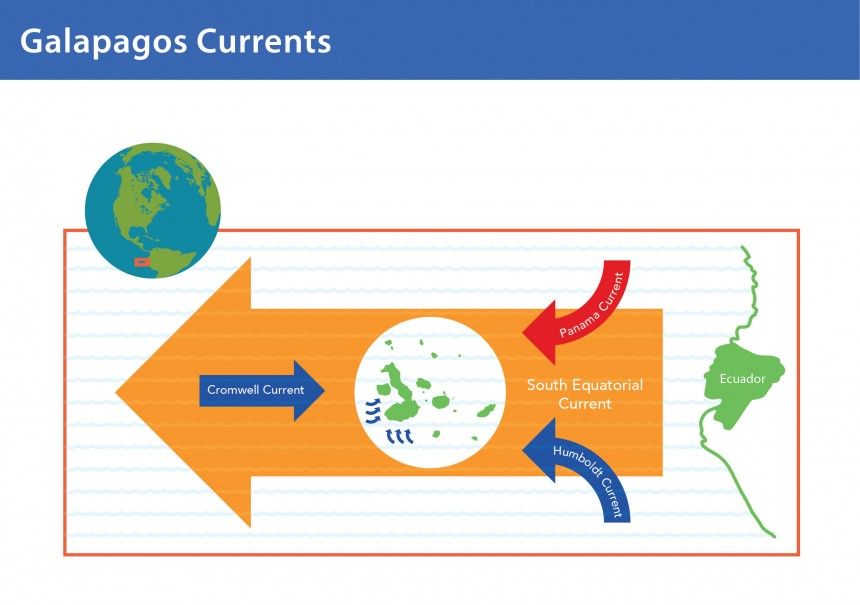 Galapagos Currents
Panama Current
Cromwell Current
South Equatorial
Current
Ecuador
Humboldt Current